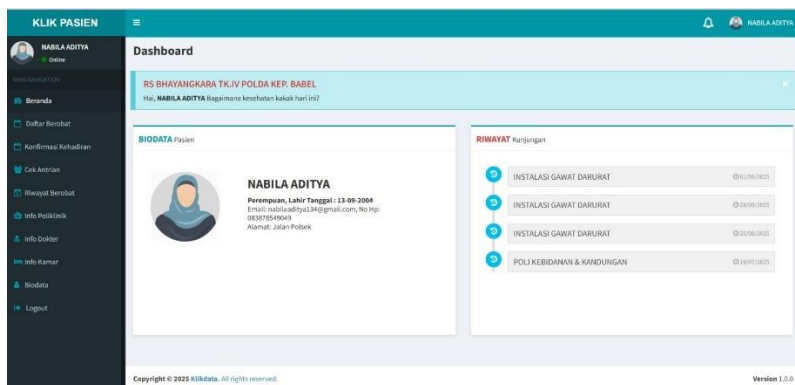 KLIK PASIEN
NABILA ADITYA
NABILA ADITYA
Online
MAIN NAVIGATION
Beranda
Daftar Berobat
Konfirmasi Kehadiran
Cek Antrian
Riwayat Berobat
Info Poliklinik
Info Dokter
Info Kamar
Biodata
Logout
Dashboard
RS BHAYANGKARA TK.IV POLDA KEP. BABEL
Hai, NABILA ADITYA Bagaimana kesehatan kakak hari ini?
BIODATA Pasien
NABILA ADITYA
Perempuan, Lahir Tanggal : 13-09-2004
Email: nabilaaditya134@gmail.com, No Hp:
083878549049
Alamat: Jalan Polsek
RIWAYAT Kunjungan
INSTALASI GAWAT DARURAT
INSTALASI GAWAT DARURAT
INSTALASI GAWAT DARURAT
POLI KEBIDANAN & KANDUNGAN
Copyright © 2025 Klikdata. All rights reserved.
Version 1.0.0